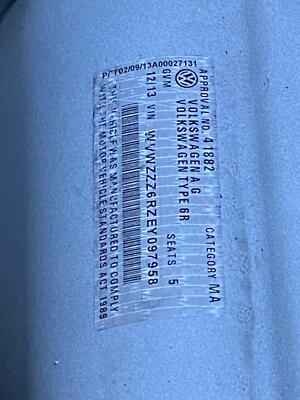 APPROVAL NO. 41882 CATEGORY MA
VOLKSWAGEN A G
VOLKSWAGEN TYPE 6R SEATS 5
GVM
12/13 VIN WVWZZZ6RZEY097958
THIS VEHICLE WAS MANUFACTURED TO COMPLY
WITH THE MOTOR VEHICLE STANDARDS ACT 1989
02/09/13A00027131